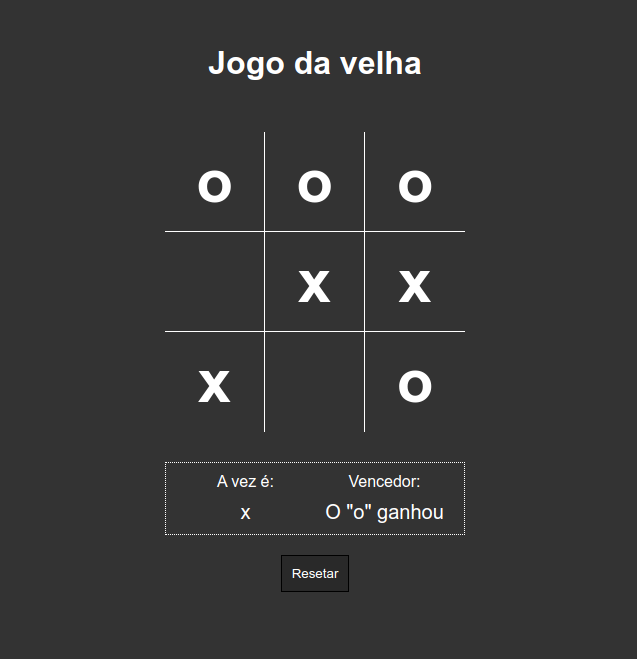 Jogo da velha
o o o
x x
x o
A vez é: Vencedor:
x O "o" ganhou
Resetar